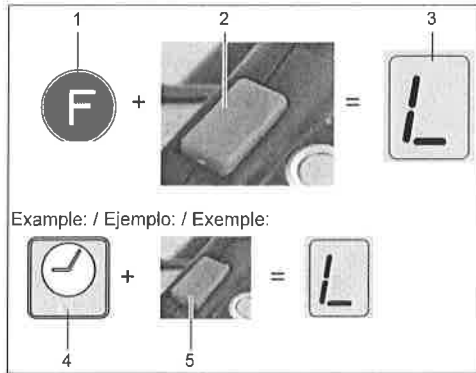 1 2 3
F + = L
Example: / Ejemplo: / Exemple:
+ = L
4 5